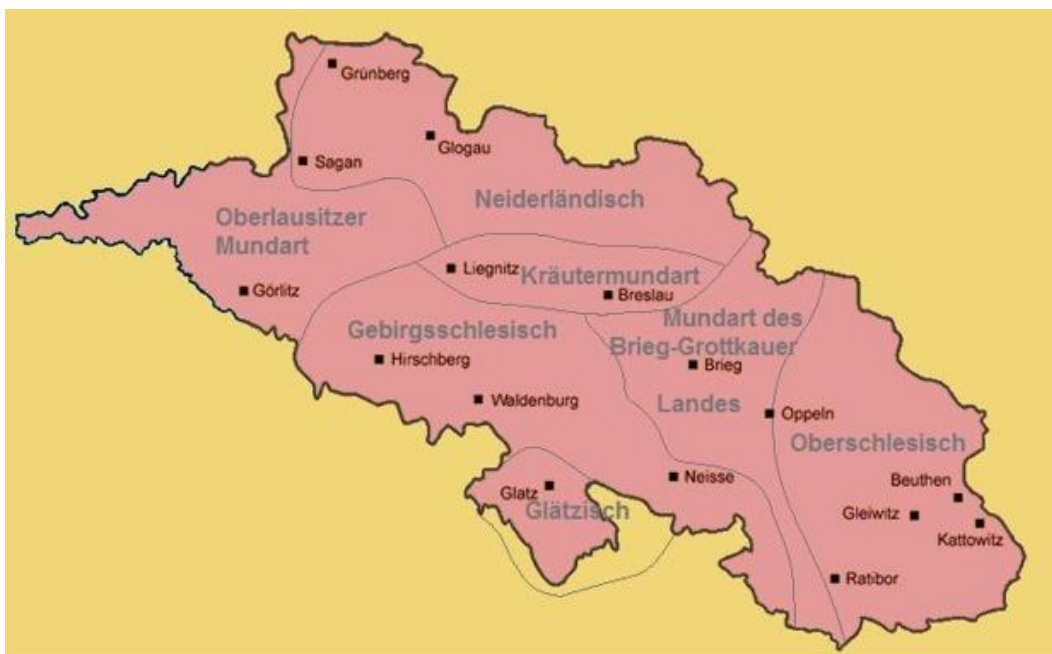 Grünberg
Glogau
Sagan
Neiderländisch
Oberlausitzer
Mundart
Liegnitz
Kräutermundart
Görlitz
Breslau
Gebirgsschlesisch
Mundart des
Brieg-Grottkauer
Hirschberg
Brieg
Waldenburg
Landes
Oppeln
Oberschlesisch
Neisse
Beuthen
Glatz
Glätzisch
Gleiwitz
Kattowitz
Ratibor